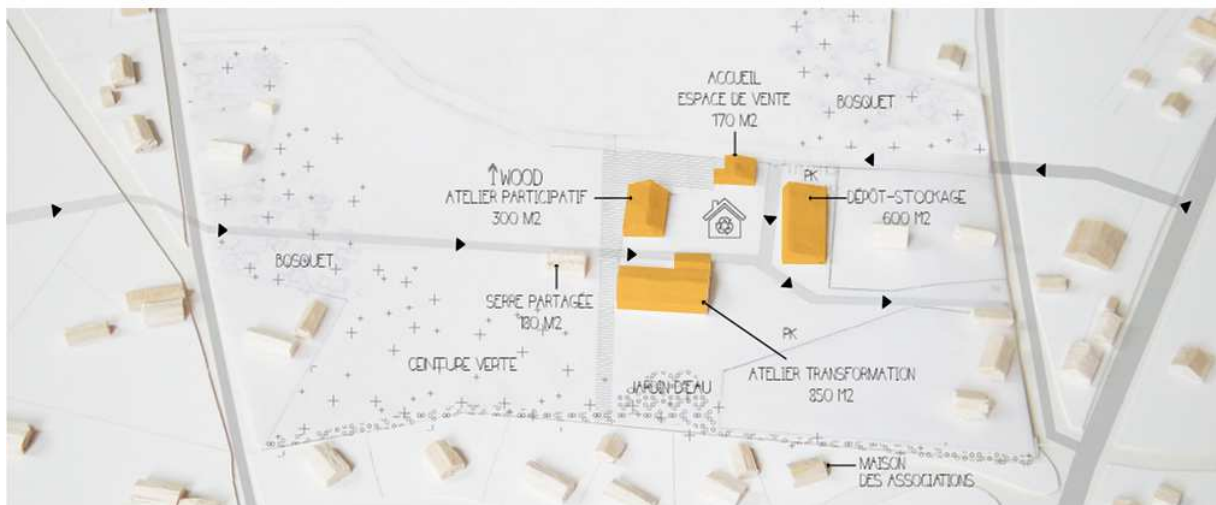 ACCUEIL
ESPACE DE VENTE
170 M2
BOSQUET
PK
↑WOOD
ATELIER PARTICIPATIF
300 M2
DÉPÔT-STOCKAGE
600 M2
BOSQUET
SERRE PARTAGÉE
180 M2
CEINTURE VERTE
PK
JARDIN D'EAU
ATELIER TRANSFORMATION
850 M2
MAISON
DES ASSOCIATIONS